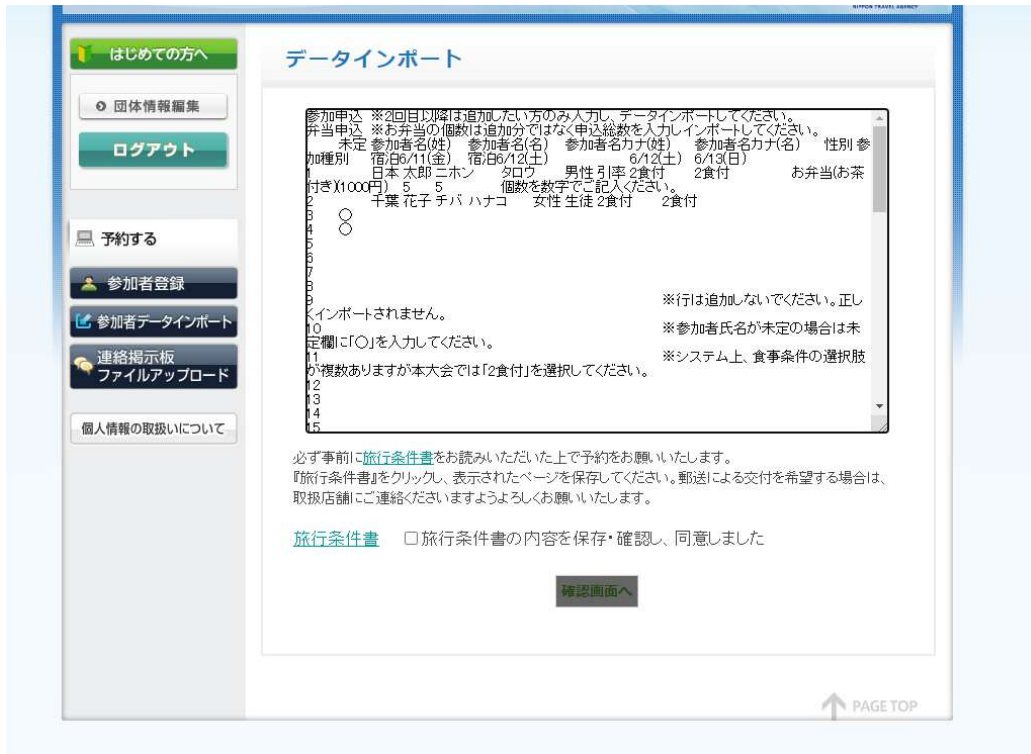 NIPPON TRAVEL AGENCY
はじめての方へ
団体情報編集
ログアウト
予約する
参加者登録
参加者データインポート
連絡掲示板
ファイルアップロード
個人情報の取扱いについて
データインポート
参加申込 ※2回目以降は追加したい方のみ入力し、データインポートしてください。
弁当申込 ※お弁当の個数は追加分ではなく申込総数を入力しインポートしてください。
未定 参加者名(姓) 参加者名(名) 参加者名カナ(姓) 参加者名カナ(名) 性別 参
加種別 宿泊6/11(金) 宿泊6/12(土) 6/12(土) 6/13(日)
1 日本 太郎 ニホン タロウ 男性 引率 2食付 2食付 お弁当(お茶
付き)(1000円) 5 5 個数を数字でご記入ください。
2 千葉 花子 チバ ハナコ 女性 生徒 2食付 2食付
3 ○
4 ○
5
6
7
8
9 ※行は追加しないでください。正し
くインポートされません。
10 ※参加者氏名が未定の場合は未
定欄に「○」を入力してください。
11 ※システム上、食事条件の選択肢
が複数ありますが本大会では「2食付」を選択してください。
12
13
14
15
必ず事前に旅行条件書をお読みいただいた上で予約をお願いいたします。
『旅行条件書』をクリックし、表示されたページを保存してください。郵送による交付を希望する場合は、
取扱店舗にご連絡くださいますようよろしくお願いいたします。
旅行条件書 □旅行条件書の内容を保存・確認し、同意しました
確認画面へ
PAGE TOP